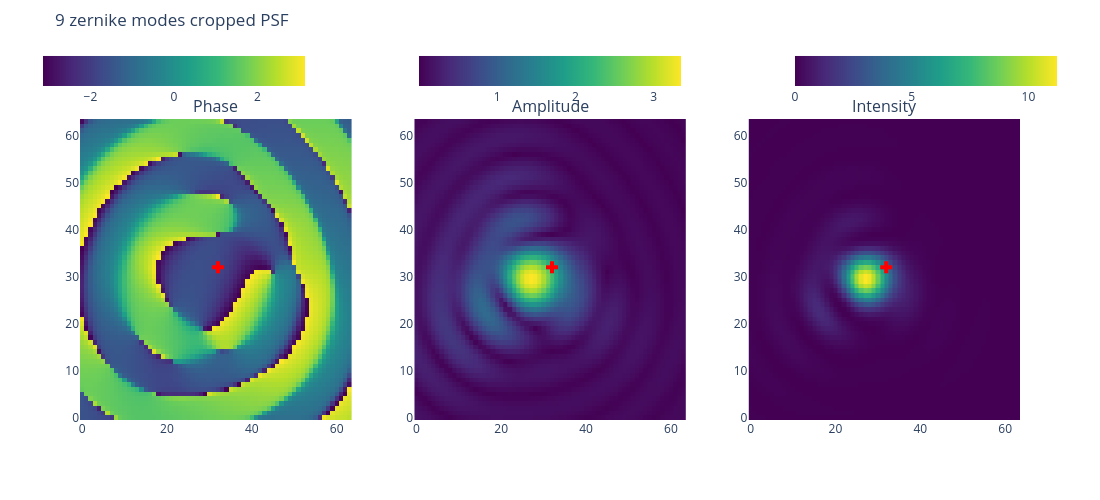 9 zernike modes cropped PSF
−2 0 2
1 2 3
0 5 10
Phase Amplitude Intensity
60 60 60
50 50 50
40 40 40
30 30 30
20 20 20
10 10 10
0 0 0
0 20 40 60 0 20 40 60 0 20 40 60